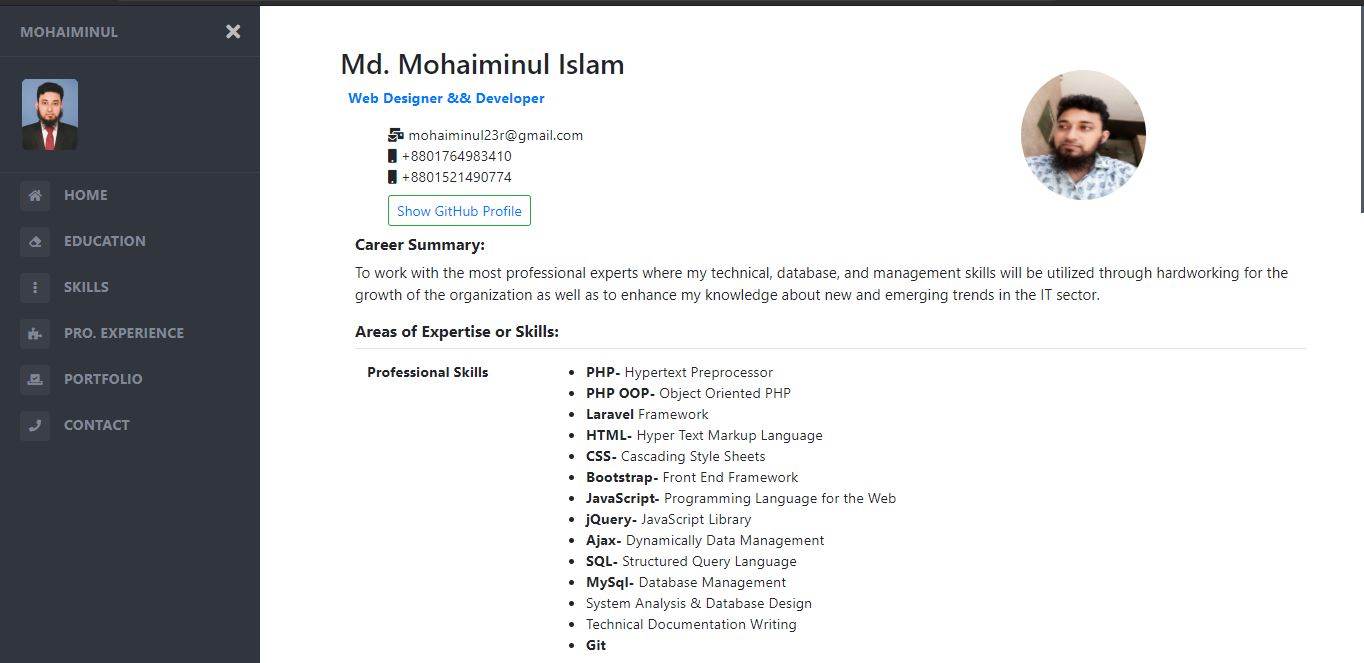 MOHAIMINUL
HOME
EDUCATION
SKILLS
PRO. EXPERIENCE
PORTFOLIO
CONTACT
Md. Mohaiminul Islam
Web Designer && Developer
mohaiminul23r@gmail.com
+8801764983410
+8801521490774
Show GitHub Profile
Career Summary:
To work with the most professional experts where my technical, database, and management skills will be utilized through hardworking for the
growth of the organization as well as to enhance my knowledge about new and emerging trends in the IT sector.
Areas of Expertise or Skills:
Professional Skills
• PHP- Hypertext Preprocessor
• PHP OOP- Object Oriented PHP
• Laravel Framework
• HTML- Hyper Text Markup Language
• CSS- Cascading Style Sheets
• Bootstrap- Front End Framework
• JavaScript- Programming Language for the Web
• jQuery- JavaScript Library
• Ajax- Dynamically Data Management
• SQL- Structured Query Language
• MySql- Database Management
• System Analysis & Database Design
• Technical Documentation Writing
• Git